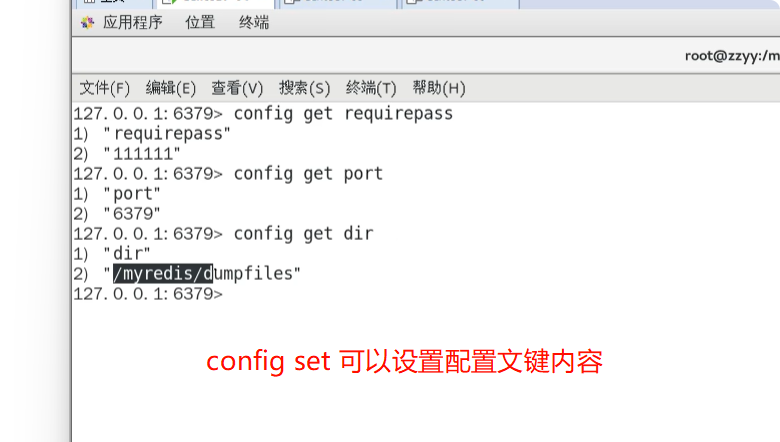 应用程序 位置 终端
root@zzyy:/m
文件(F) 编辑(E) 查看(V) 搜索(S) 终端(T) 帮助(H)
127.0.0.1:6379> config get requirepass
1) "requirepass"
2) "111111"
127.0.0.1:6379> config get port
1) "port"
2) "6379"
127.0.0.1:6379> config get dir
1) "dir"
2) "/myredis/dumpfiles"
127.0.0.1:6379>
config set 可以设置配置文键内容